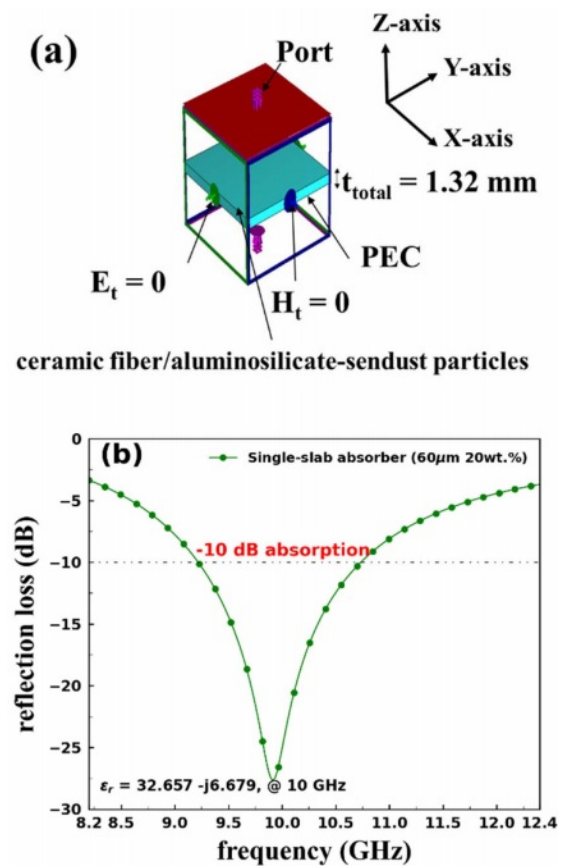 (a)
Port
Z-axis
Y-axis
X-axis
t_total = 1.32 mm
PEC
E_t = 0
H_t = 0
ceramic fiber/aluminosilicate-sendust particles
(b)
Single-slab absorber (60μm 20wt.%)
-10 dB absorption
ε_r = 32.657 -j6.679, @ 10 GHz
reflection loss (dB)
0
−5
−10
−15
−20
−25
−30
8.2 8.5 9.0 9.5 10.0 10.5 11.0 11.5 12.0 12.4
frequency (GHz)